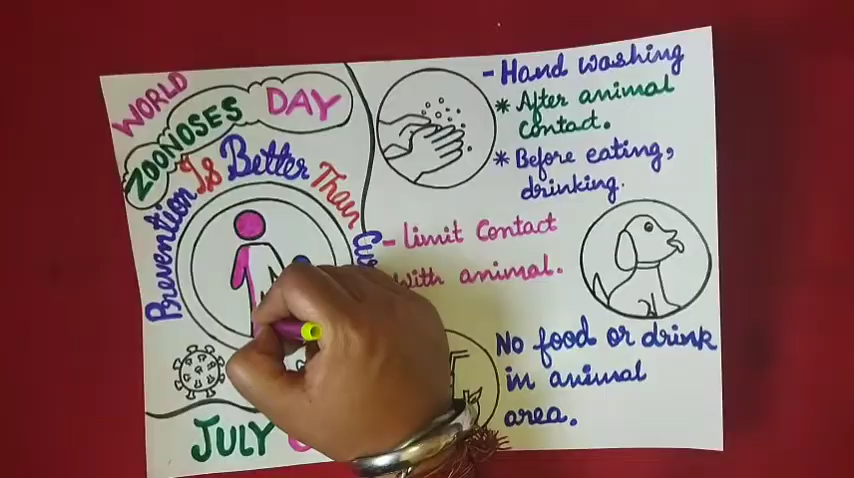 WORLD
ZOONOSES DAY
Prevention Is Better Than
JULY
- Hand washing
* After animal
contact.
* Before eating,
drinking.
- Limit Contact
With animal.
No food or drink
in animal
area.